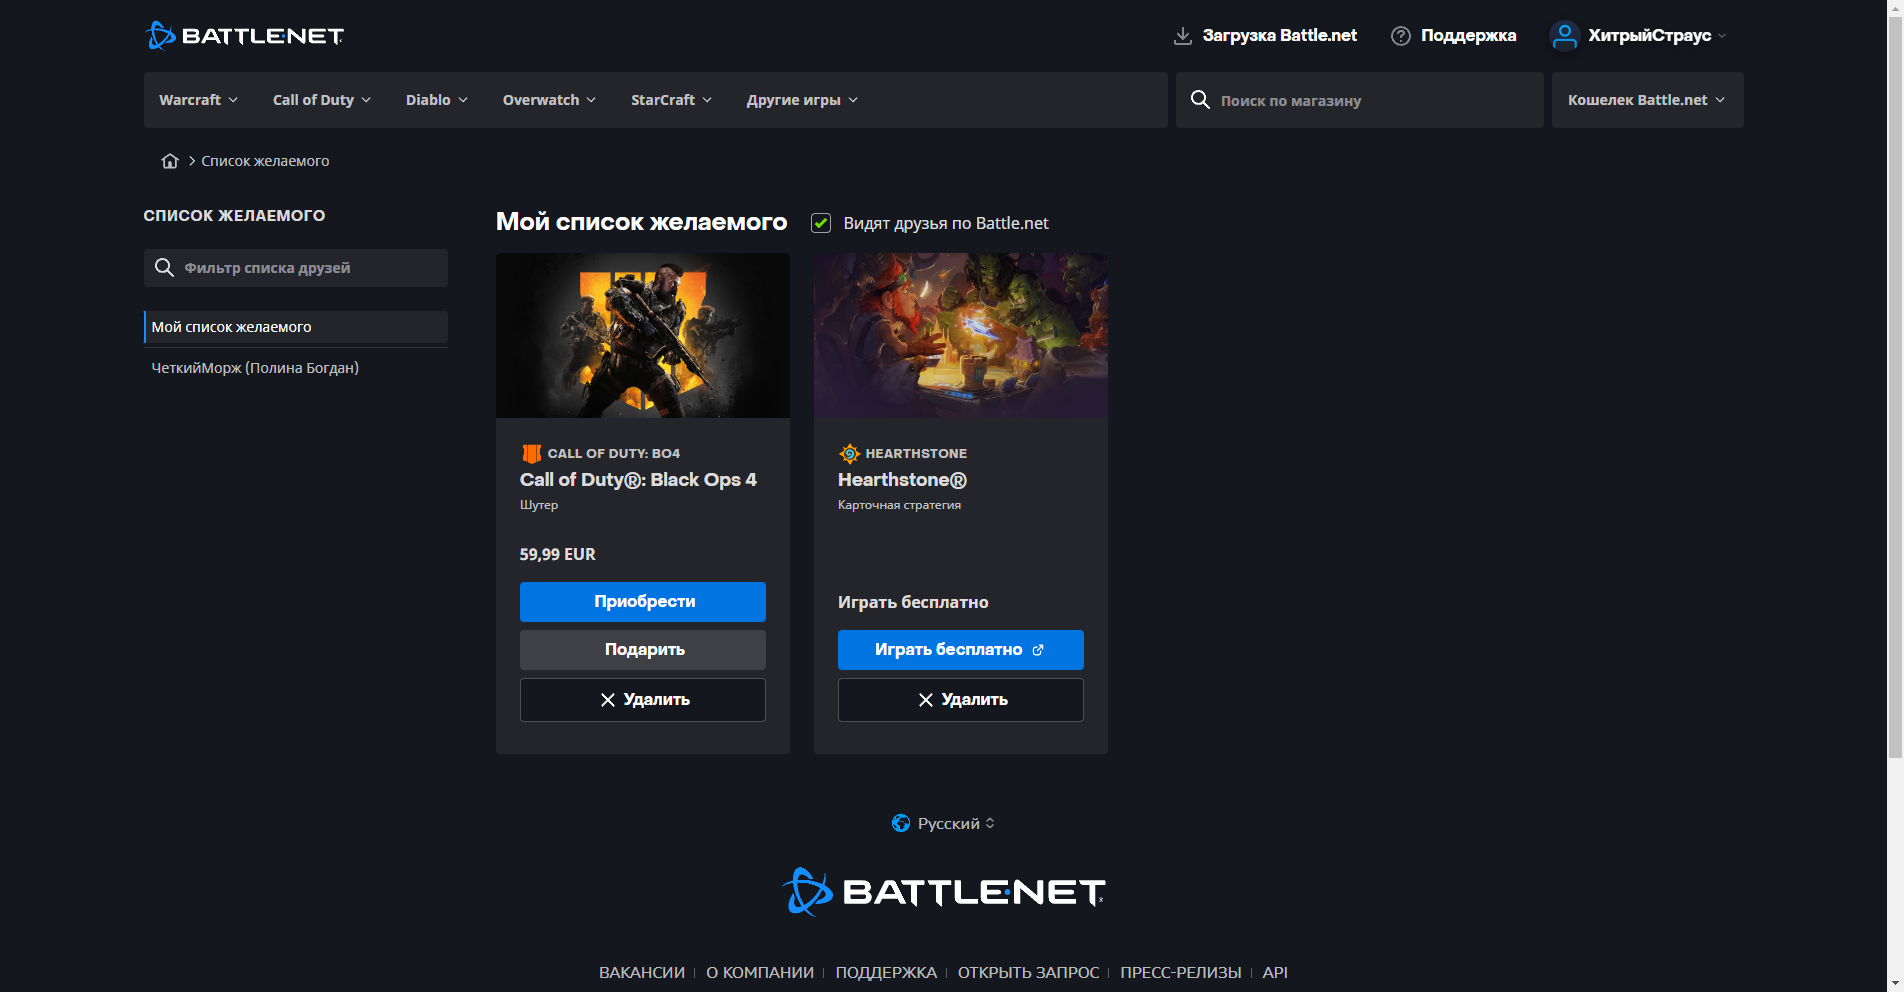 BATTLE.NET
Загрузка Battle.net
Поддержка
ХитрыйСтраус
Warcraft
Call of Duty
Diablo
Overwatch
StarCraft
Другие игры
Поиск по магазину
Кошелек Battle.net
Список желаемого
СПИСОК ЖЕЛАЕМОГО
Фильтр списка друзей
Мой список желаемого
ЧеткийМорж (Полина Богдан)
Мой список желаемого
Видят друзья по Battle.net
CALL OF DUTY: BO4
Call of Duty®: Black Ops 4
Шутер
59,99 EUR
Приобрести
Подарить
Удалить
HEARTHSTONE
Hearthstone®
Карточная стратегия
Играть бесплатно
Играть бесплатно
Удалить
Русский
BATTLE.NET
ВАКАНСИИ | О КОМПАНИИ | ПОДДЕРЖКА | ОТКРЫТЬ ЗАПРОС | ПРЕСС-РЕЛИЗЫ | API